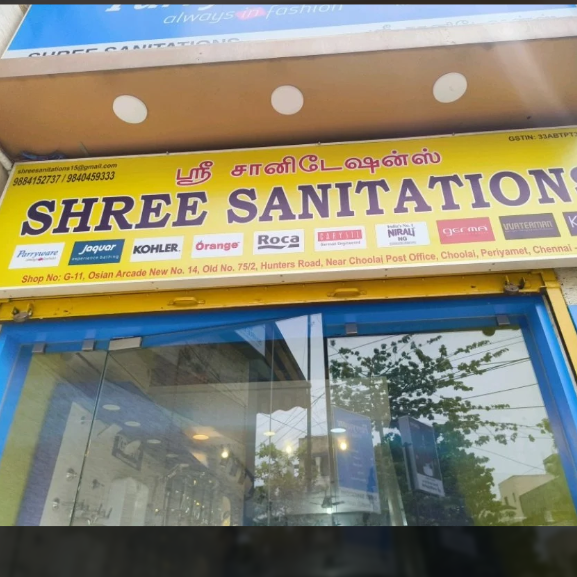 always in fashion
SHREE SANITATIONS
shreesanitations15@gmail.com
9884152737 / 9840459333
GSTIN: 33ABTPT
ஸ்ரீ சானிடேஷன்ஸ்
SHREE SANITATIONS
Parryware
Jaquar
KOHLER
Orange
Roca
NIRALI
Shop No: G-11, Osian Arcade New No. 14, Old No. 75/2, Hunters Road, Near Choolai Post Office, Choolai, Periyamet, Chennai